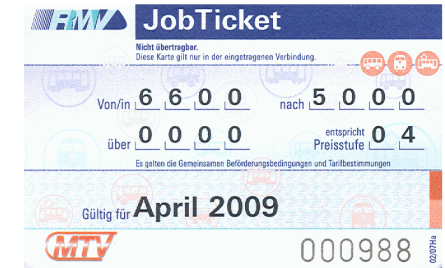 RMV JobTicket
Nicht übertragbar.
Diese Karte gilt nur in der eingetragenen Verbindung.
Von/in 6 6 0 0 nach 5 0 0 0
über 0 0 0 0 entspricht Preisstufe 0 4
Es gelten die Gemeinsamen Beförderungsbedingungen und Tarifbestimmungen
Gültig für April 2009
MTV 000988
02/07Ha